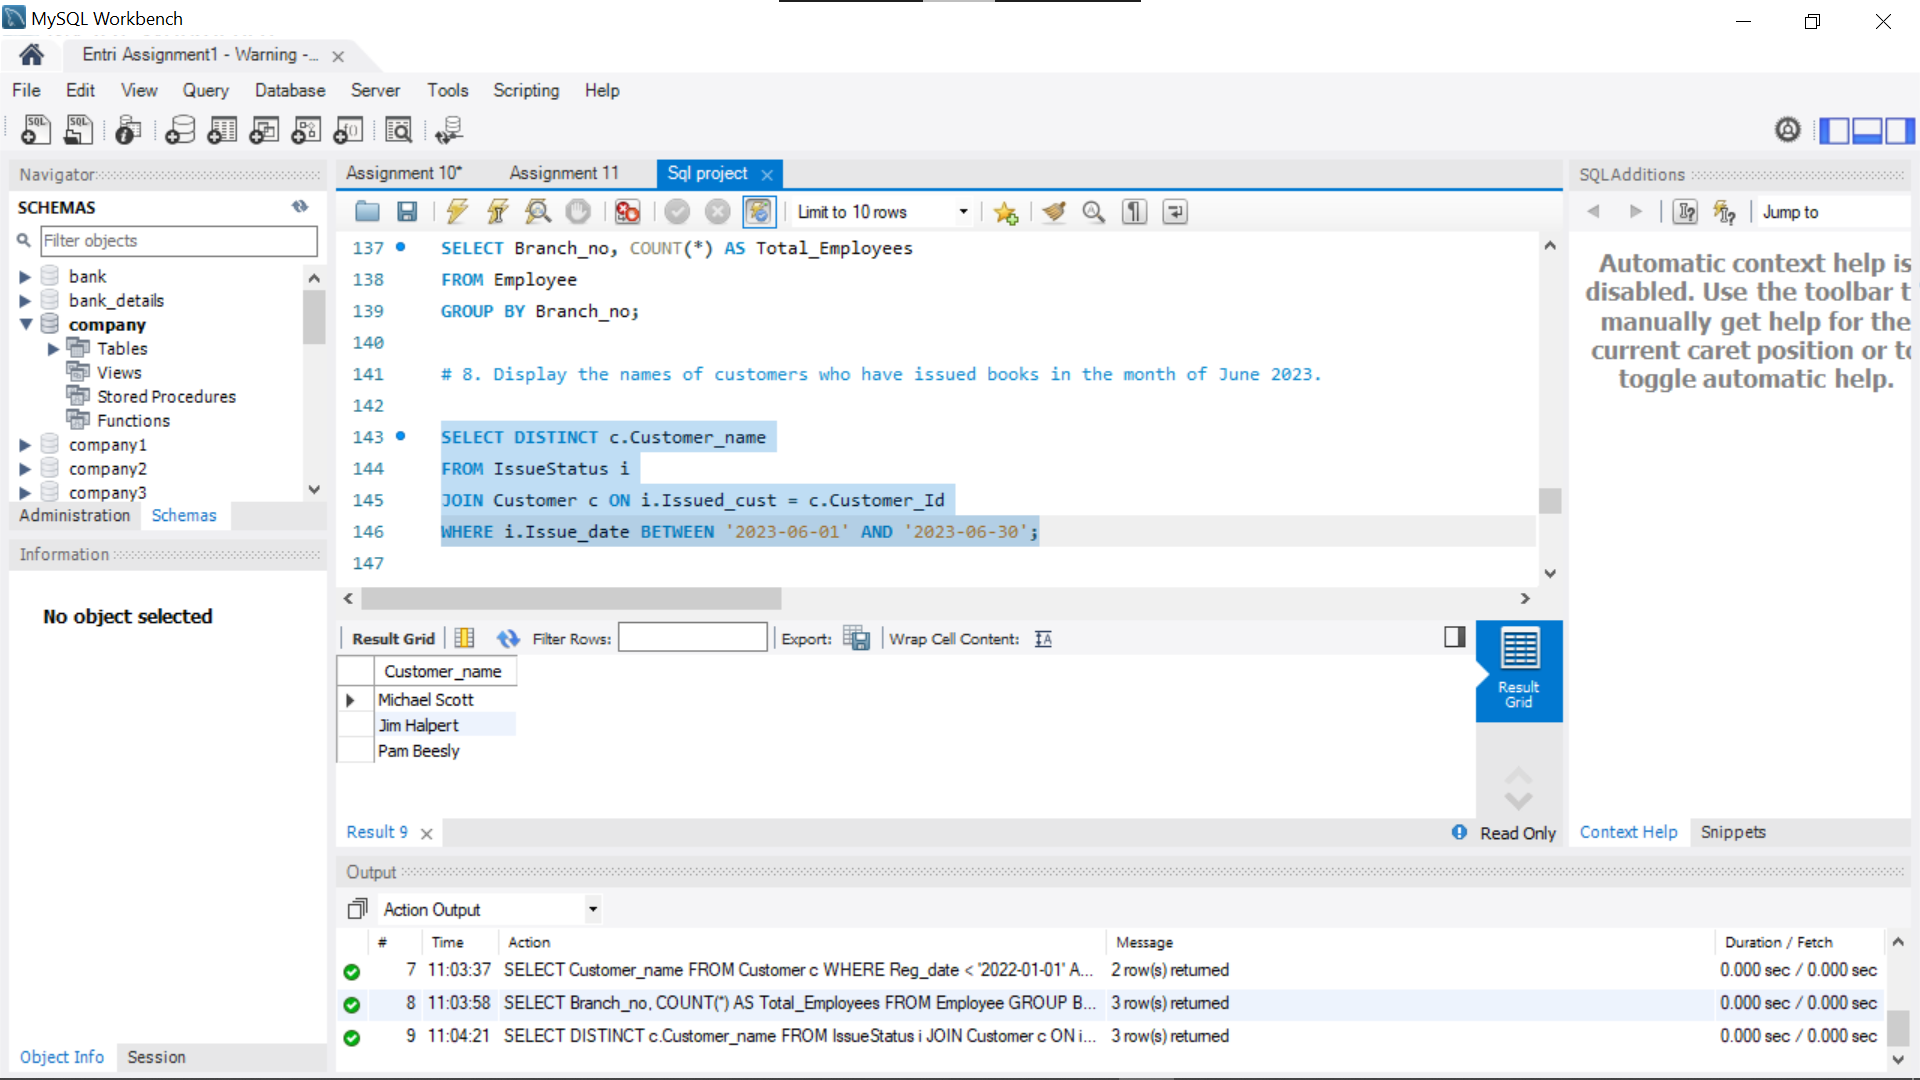 MySQL Workbench
Entri Assignment1 - Warning -...
File Edit View Query Database Server Tools Scripting Help
Navigator
SCHEMAS
Filter objects
bank
bank_details
company
Tables
Views
Stored Procedures
Functions
company1
company2
company3
Administration Schemas
Information
No object selected
Object Info Session
Assignment 10* Assignment 11 Sql project
Limit to 10 rows
137 SELECT Branch_no, COUNT(*) AS Total_Employees
138 FROM Employee
139 GROUP BY Branch_no;
140
141 # 8. Display the names of customers who have issued books in the month of June 2023.
142
143 SELECT DISTINCT c.Customer_name
144 FROM IssueStatus i
145 JOIN Customer c ON i.Issued_cust = c.Customer_Id
146 WHERE i.Issue_date BETWEEN '2023-06-01' AND '2023-06-30';
147
Result Grid Filter Rows: Export: Wrap Cell Content:
Customer_name
Michael Scott
Jim Halpert
Pam Beesly
Result
Grid
Result 9 Read Only
SQLAdditions
Jump to
Automatic context help is
disabled. Use the toolbar t
manually get help for the
current caret position or to
toggle automatic help.
Context Help Snippets
Output
Action Output
# Time Action Message Duration / Fetch
7 11:03:37 SELECT Customer_name FROM Customer c WHERE Reg_date < '2022-01-01' A... 2 row(s) returned 0.000 sec / 0.000 sec
8 11:03:58 SELECT Branch_no, COUNT(*) AS Total_Employees FROM Employee GROUP B... 3 row(s) returned 0.000 sec / 0.000 sec
9 11:04:21 SELECT DISTINCT c.Customer_name FROM IssueStatus i JOIN Customer c ON i... 3 row(s) returned 0.000 sec / 0.000 sec